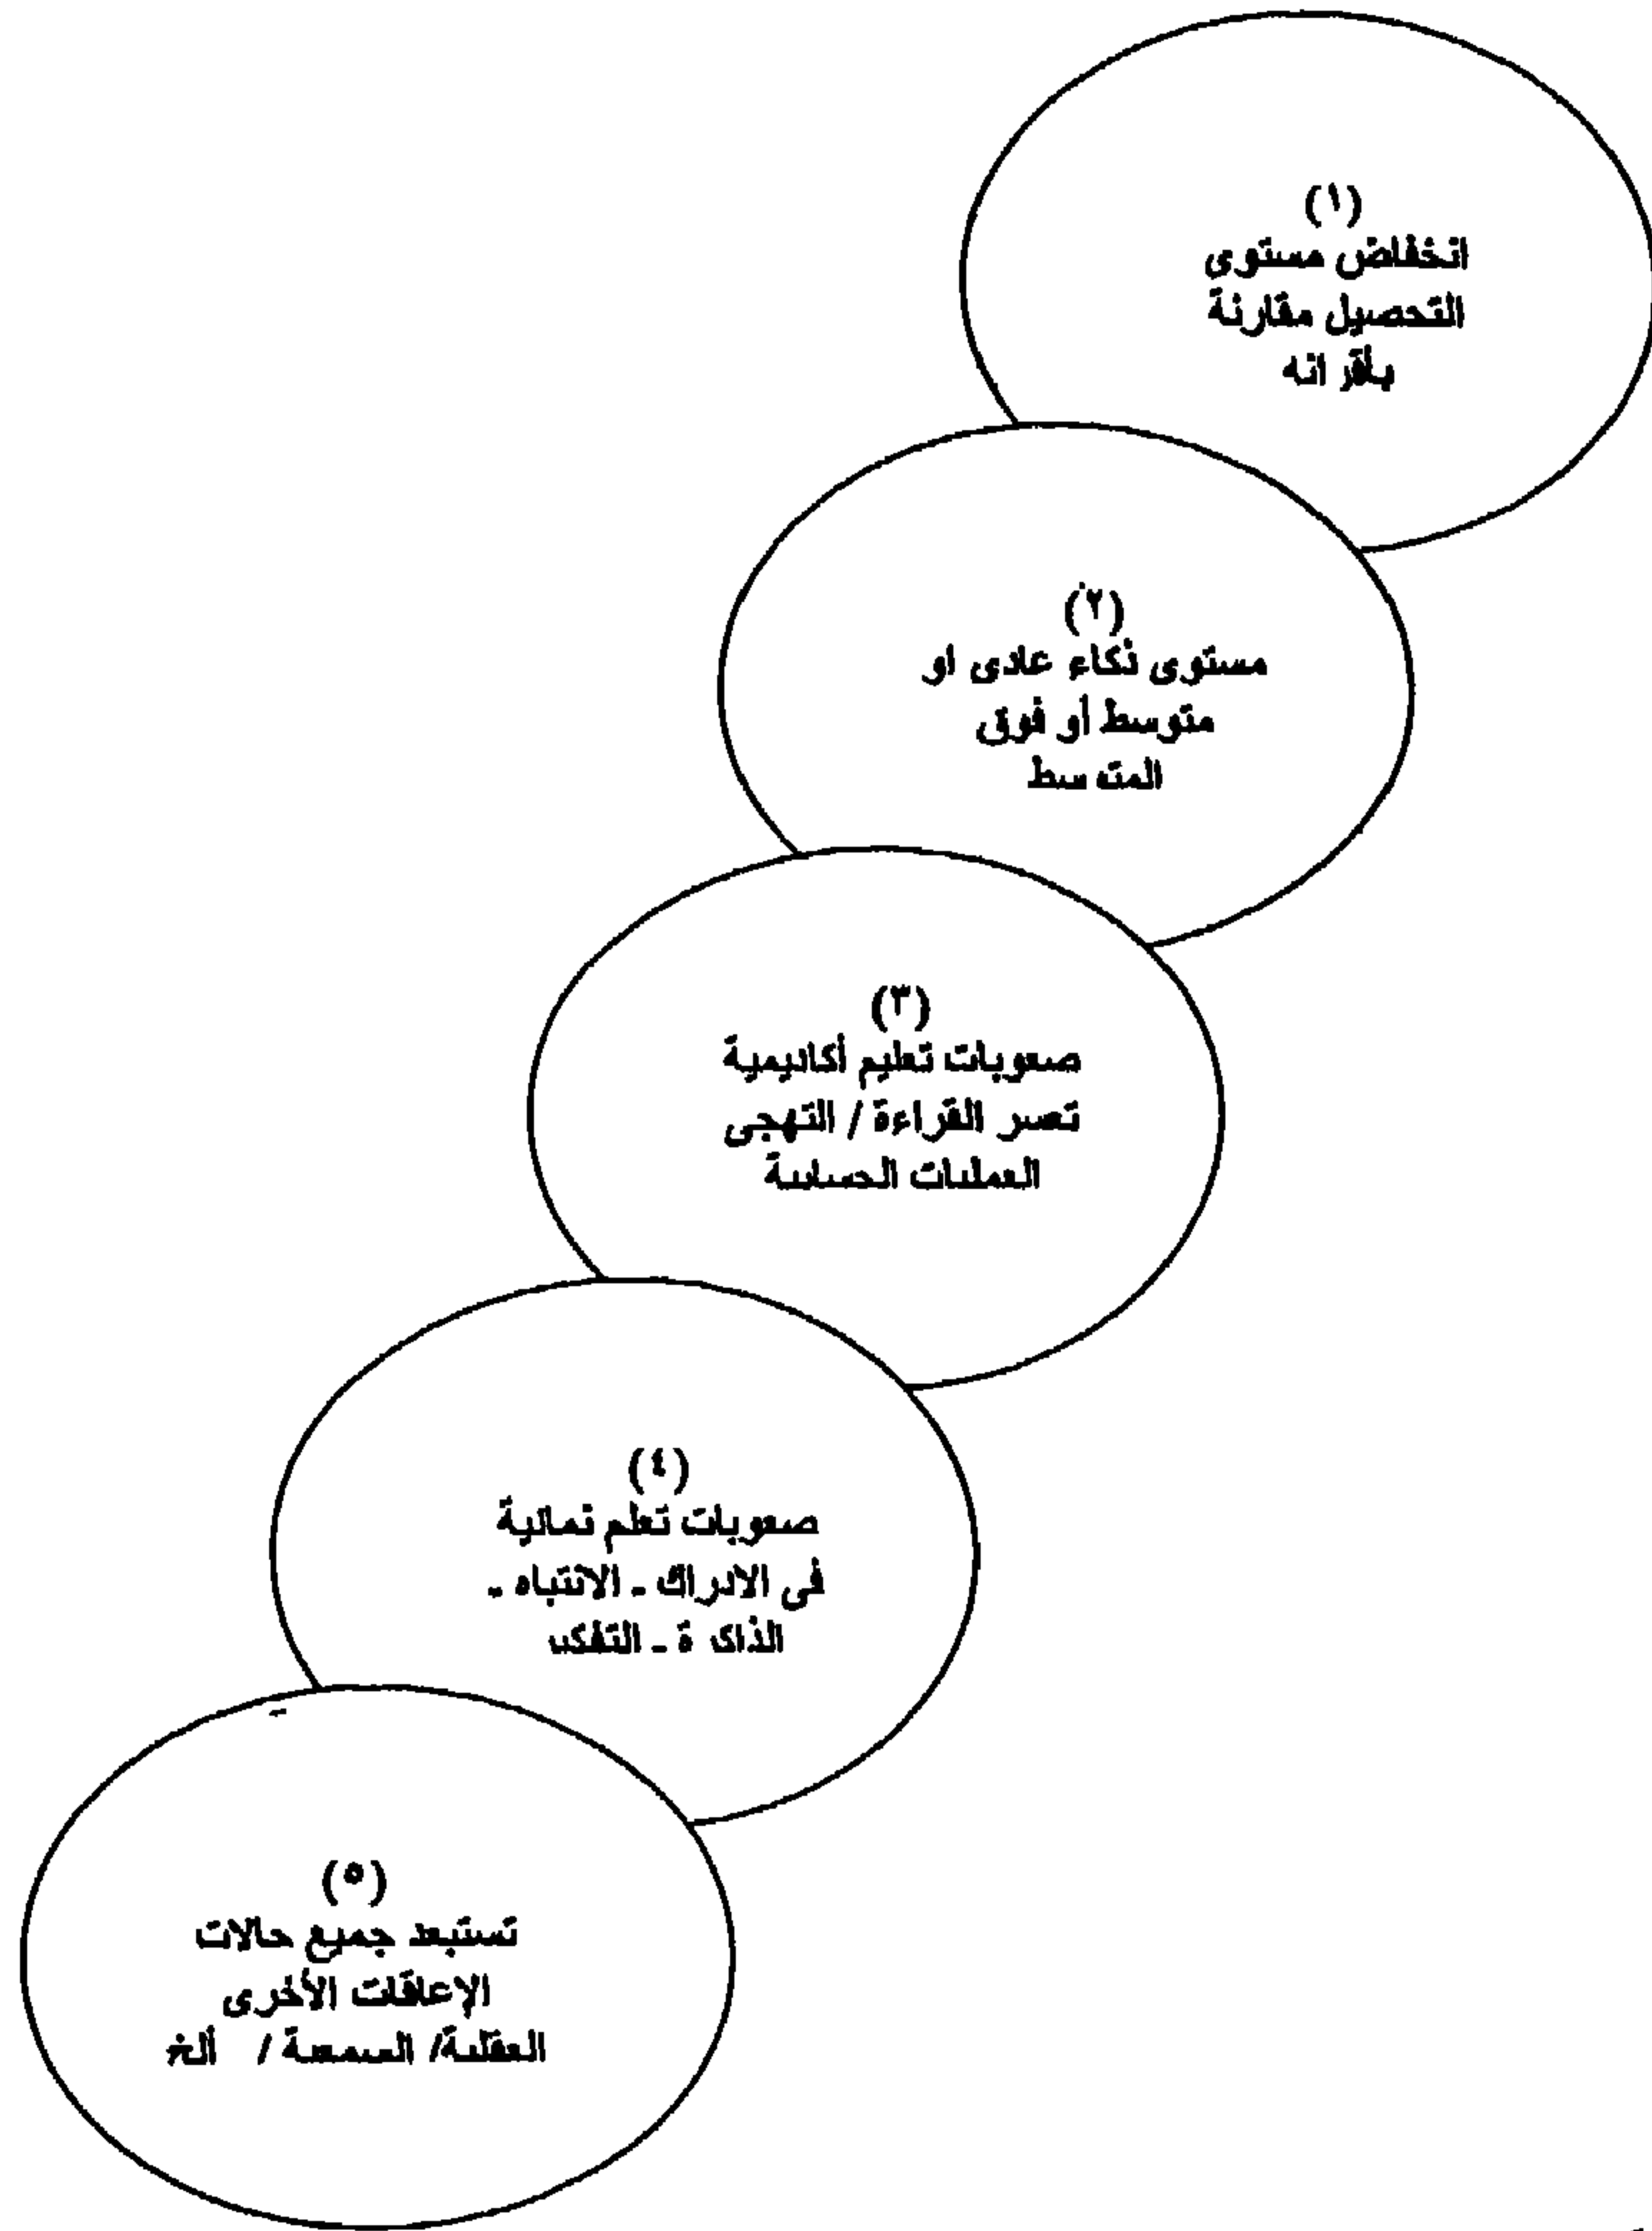 (١)
انخفاض مستوى
التحصيل مقارنة
بأقرانه
(٢)
مستوى ذكاء عادى او
متوسط أو فوق
المتوسط
(٣)
صعوبات تعليم أكاديمية
تعسر القراءة / التهجى
العمليات الحسابية
(٤)
صعوبات تعلم نمائية
فى الادراك - الانتباه -
الذاكرة - التفكير
(٥)
تستبعد جميع حالات
الإعاقات الأخرى
العقلية/ السمعية / ألخ